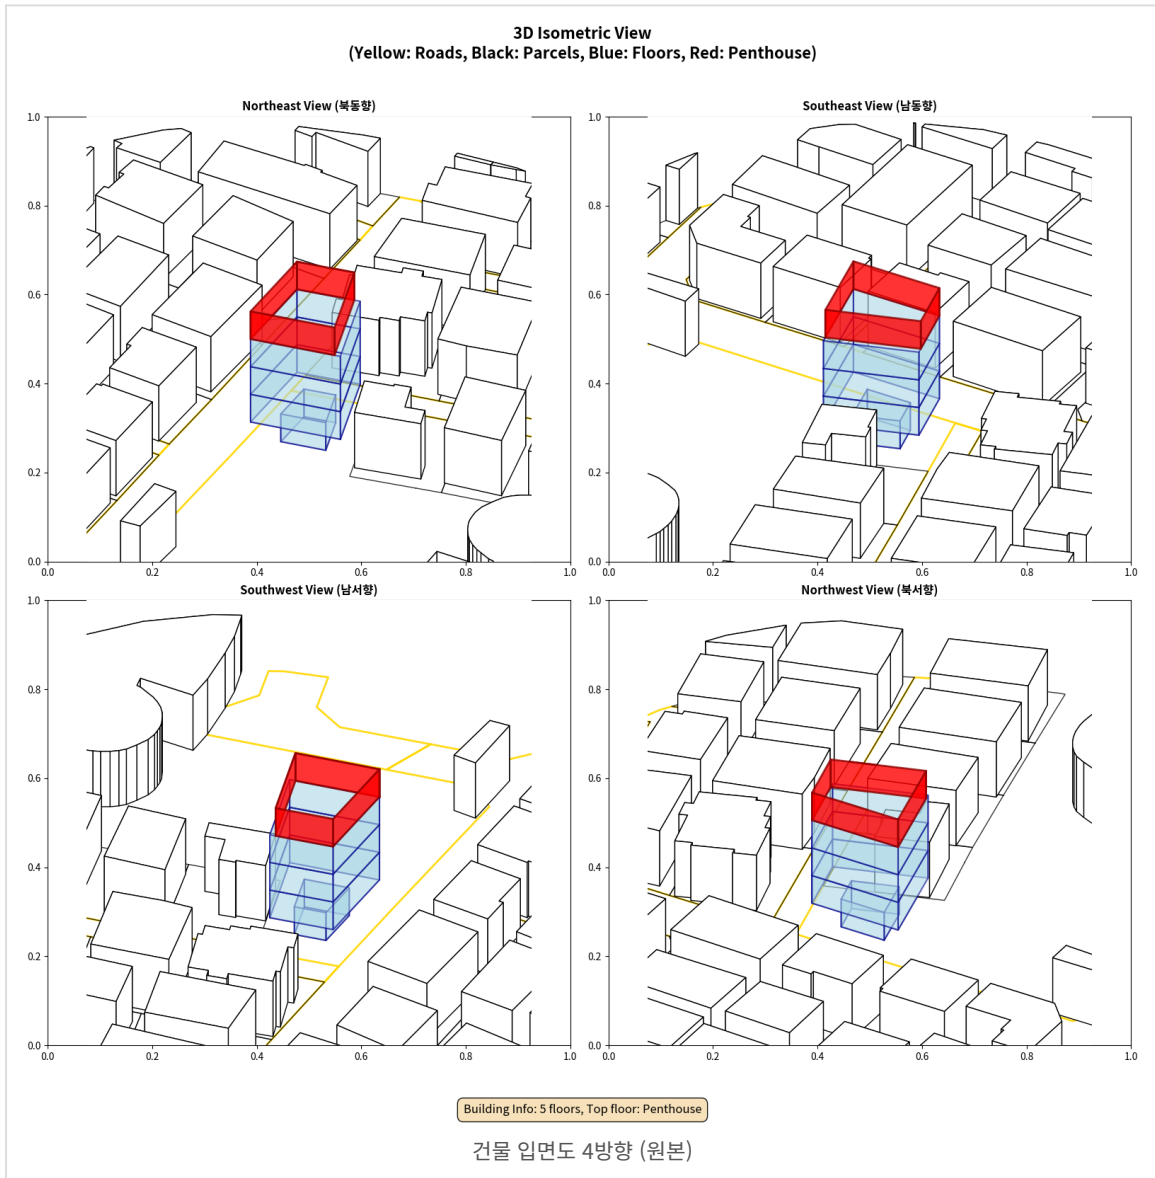 3D Isometric View
(Yellow: Roads, Black: Parcels, Blue: Floors, Red: Penthouse)
Northeast View (북동향)
1.0
0.8
0.6
0.4
0.2
0.0
0.0 0.2 0.4 0.6 0.8 1.0
Southeast View (남동향)
1.0
0.8
0.6
0.4
0.2
0.0
0.0 0.2 0.4 0.6 0.8 1.0
Southwest View (남서향)
1.0
0.8
0.6
0.4
0.2
0.0
0.0 0.2 0.4 0.6 0.8 1.0
Northwest View (북서향)
1.0
0.8
0.6
0.4
0.2
0.0
0.0 0.2 0.4 0.6 0.8 1.0
Building Info: 5 floors, Top floor: Penthouse
건물 입면도 4방향 (원본)